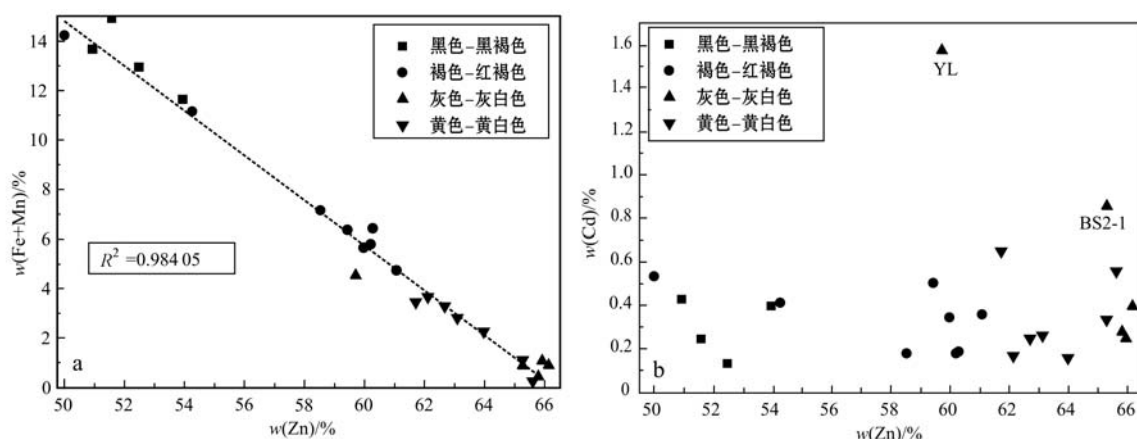 w(Fe+Mn)/%
14
12
10
8
6
4
2
0
黑色–黑褐色
褐色–红褐色
灰色–灰白色
黄色–黄白色
R² =0.984 05
a
50 52 54 56 58 60 62 64 66
w(Zn)/%
w(Cd)/%
1.6
1.4
1.2
1.0
0.8
0.6
0.4
0.2
0
黑色–黑褐色
褐色–红褐色
灰色–灰白色
黄色–黄白色
YL
BS2-1
b
50 52 54 56 58 60 62 64 66
w(Zn)/%